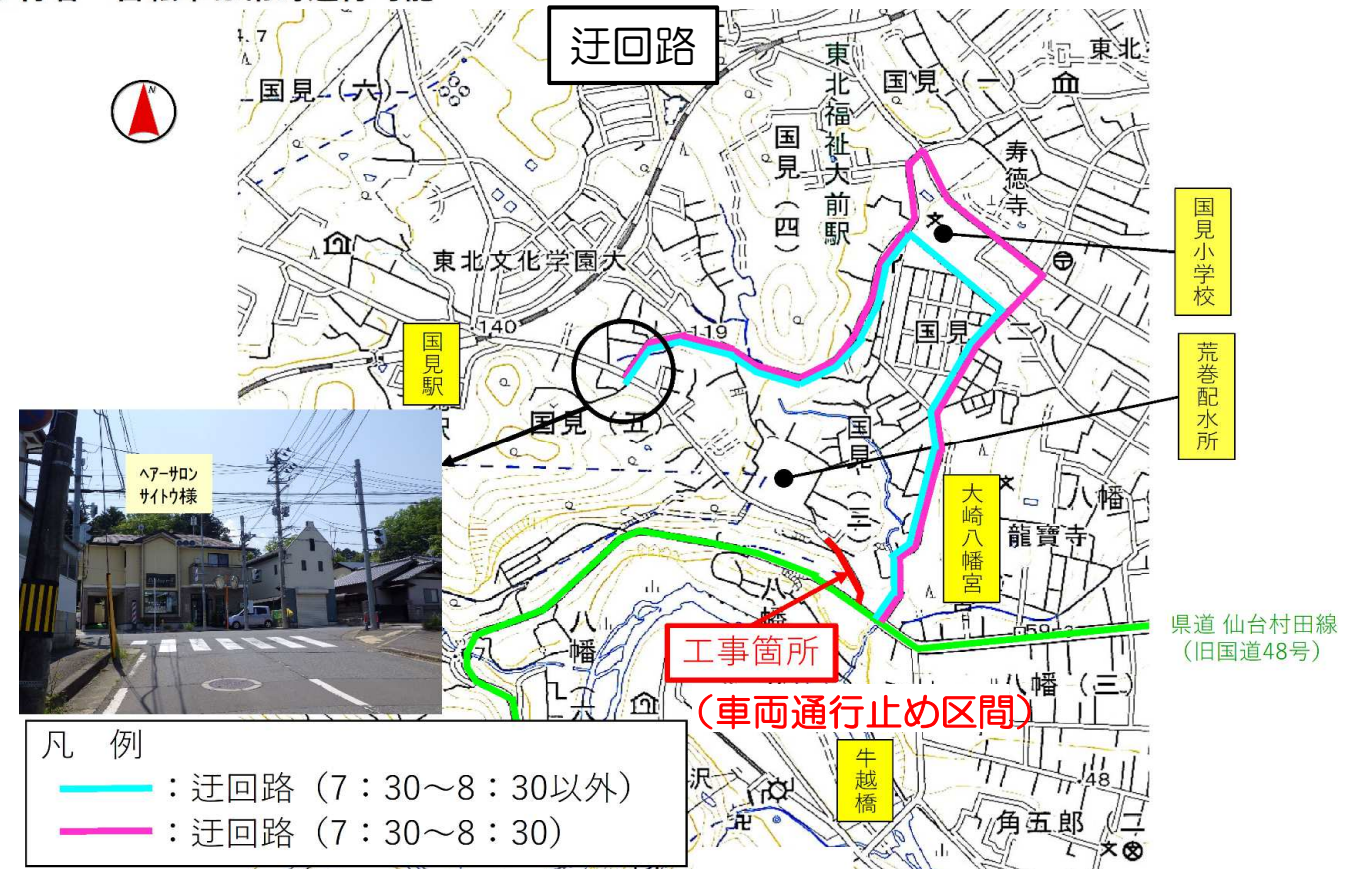 迂回路
N
国見（六）
東北福祉大前駅
国見（一）
東北
国見（四）
寿徳寺
国見小学校
東北文化学園大
140
119
国見駅
国見（二）
荒巻配水所
国見（五）
国見（三）
ヘアーサロン
サイトウ様
大崎八幡宮
八幡
龍寶寺
八幡
八幡
県道 仙台村田線
（旧国道48号）
工事箇所
八幡（三）
（車両通行止め区間）
牛越橋
沢
48
角五郎（二
凡 例
：迂回路（7：30～8：30以外）
：迂回路（7：30～8：30）